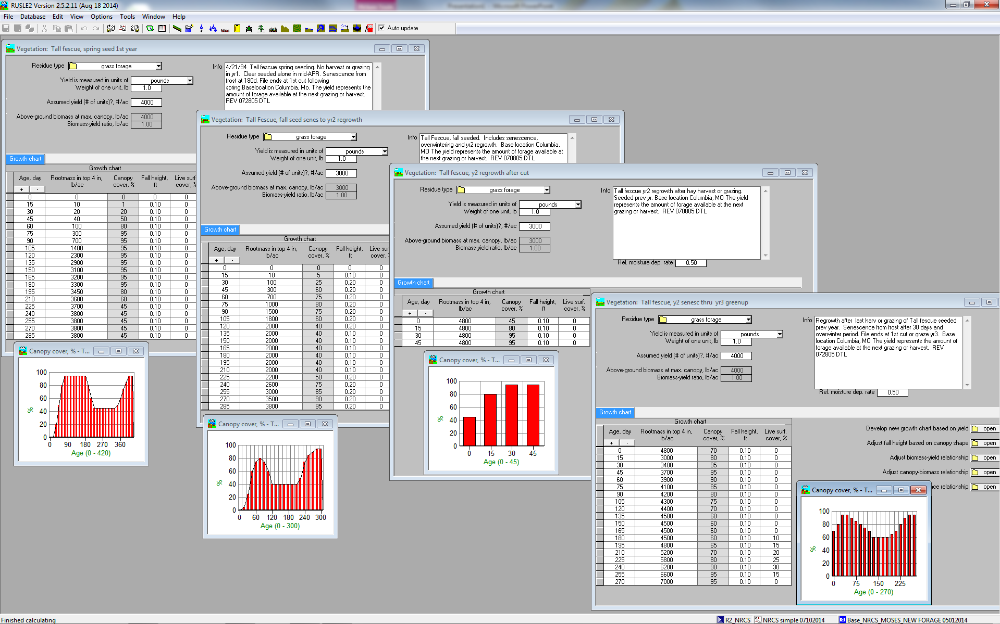 RUSLE2 Version 2.5.2.11 (Aug 18 2014)
File Database Edit View Options Tools Window Help
Auto update
Vegetation: Tall fescue, spring seed 1st year
Residue type grass forage
Yield is measured in units of pounds
Weight of one unit, lb 1.0
Assumed yield (# of units)?, #/ac 4000
Above-ground biomass at max. canopy, lb/ac 4000
Biomass-yield ratio, lb/ac 1.00
Info
4/21/94 Tall fescue spring seeding. No harvest or grazing
in yr1. Clear seeded alone in mid-APR. Senescence from
frost at 180d. File ends at 1st cut following
spring.Baselocation Columbia, Mo. The yield represents the
amount of forage available at the next grazing or harvest.
REV 072805 DTL
Growth chart
Growth chart
Age, day Rootmass in top 4 in, lb/ac Canopy cover, % Fall height, ft Live surf cover, %
+ -
0 0 0 0 0
15 10 1 0.10 0
30 20 20 0.10 0
45 40 50 0.10 0
60 100 80 0.10 0
75 300 95 0.10 0
90 700 95 0.10 0
105 1400 95 0.10 0
120 2300 95 0.10 0
135 2900 95 0.10 0
150 3100 95 0.10 0
165 3200 95 0.10 0
180 3300 95 0.10 0
195 3450 80 0.10 0
210 3600 60 0.10 0
225 3700 45 0.10 0
240 3800 45 0.10 0
255 3800 45 0.10 0
270 3800 45 0.10 0
285 3800 45 0.10 0
Canopy cover, % - T...
100
80
60
40
20
0
%
0 90 180 270 360
Age (0 - 420)
Vegetation: Tall Fescue, fall seed senes to yr2 regrowth
Residue type grass forage
Yield is measured in units of pounds
Weight of one unit, lb 1.0
Assumed yield (# of units)?, #/ac 3000
Above-ground biomass at max. canopy, lb/ac 3000
Biomass-yield ratio, lb/ac 1.00
Info
Tall Fescue, fall seeded. Includes senescence,
overwintering and yr2 regrowth. Base location Columbia,
MO The yield represents the amount of forage available at
the next grazing or harvest. REV 070805 DTL
Growth chart
Growth chart
Age, day Rootmass in top 4 in, lb/ac Canopy cover, % Fall height, ft Live sur cover, %
+ -
0 0 0 0 0
15 10 5 0.10 0
30 100 25 0.20 0
45 300 60 0.20 0
60 700 75 0.20 0
75 1000 80 0.20 0
90 1500 75 0.20 0
105 1800 60 0.20 0
120 2000 40 0.20 0
135 2000 40 0.10 0
150 2000 40 0.10 0
165 2000 40 0.10 0
180 2000 40 0.10 0
195 2000 40 0.10 0
210 2000 40 0.10 0
225 2200 50 0.20 0
240 2600 75 0.20 0
255 3000 85 0.20 0
270 3500 90 0.20 0
285 3800 95 0.20 0
Canopy cover, % - T...
100
80
60
40
20
0
%
0 60 120 180 240 300
Age (0 - 300)
Vegetation: Tall fescue, y2 regrowth after cut
Residue type grass forage
Yield is measured in units of pounds
Weight of one unit, lb 1.0
Assumed yield (# of units)?, #/ac 3000
Above-ground biomass at max. canopy, lb/ac 3000
Biomass-yield ratio, lb/ac 1.00
Info
Tall fescue yr2 regrowth after hay harvest or grazing.
Seeded prev yr. Base location Columbia, MO The yield
represents the amount of forage available at the next
grazing or harvest. REV 070805 DTL
Rel. moisture dep. rate 0.50
Growth chart
Growth chart
Age, day Rootmass in top 4 in, lb/ac Canopy cover, % Fall height, ft Live surf. cover, %
+ -
0 4800 45 0.10 0
15 4800 80 0.10 0
30 4800 95 0.10 0
45 4800 95 0.10 0
Canopy cover, % - T...
100
80
60
40
20
0
%
0 15 30 45
Age (0 - 45)
Vegetation: Tall fescue, y2 senesc thru yr3 greenup
Residue type grass forage
Yield is measured in units of pounds
Weight of one unit, lb 1.0
Assumed yield (# of units)?, #/ac 4000
Above-ground biomass at max. canopy, lb/ac 4000
Biomass-yield ratio, lb/ac 1.00
Info
Regrowth after last harv or grazing of Tall fescue seeded
prev year. Senescence from frost after 30 days and
overwinter period. File ends at 1st cut or graze yr3. Base
location Columbia, MO The yield represents the amount of
forage available at the next grazing or harvest. REV
072805 DTL
Rel. moisture dep. rate 0.50
Growth chart
Growth chart
Age, day Rootmass in top 4 in, lb/ac Canopy cover, % Fall height, ft Live surf. cover, %
+ -
0 4800 70 0.10 0
15 3000 80 0.10 0
30 3400 95 0.10 0
45 3700 95 0.10 0
60 3900 90 0.10 0
75 4100 85 0.10 0
90 4200 80 0.10 0
105 4300 75 0.10 0
120 4400 70 0.10 0
135 4500 60 0.10 0
150 4500 60 0.10 0
165 4500 60 0.10 0
180 4500 60 0.10 10
195 4800 65 0.10 15
210 5200 70 0.10 20
225 5800 80 0.10 25
240 6200 90 0.10 30
255 6600 95 0.10 15
270 7000 95 0.10 0
Develop new growth chart based on yield open
Adjust fall height based on canopy shape open
Adjust biomass-yield relationship open
Adjust canopy-biomass relationship open
nce relationship open
Canopy cover, % - T...
100
80
60
40
20
0
%
0 75 150 225
Age (0 - 270)
Finished calculating
R2_NRCS NRCS simple 07102014 Base_NRCS_MOSES_NEW FORAGE 05012014